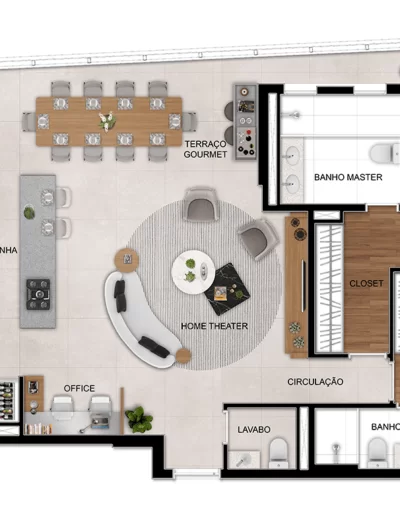 TERRAÇO
GOURMET
BANHO MASTER
NHA
CLOSET
HOME THEATER
CIRCULAÇÃO
OFFICE
LAVABO
BANHO